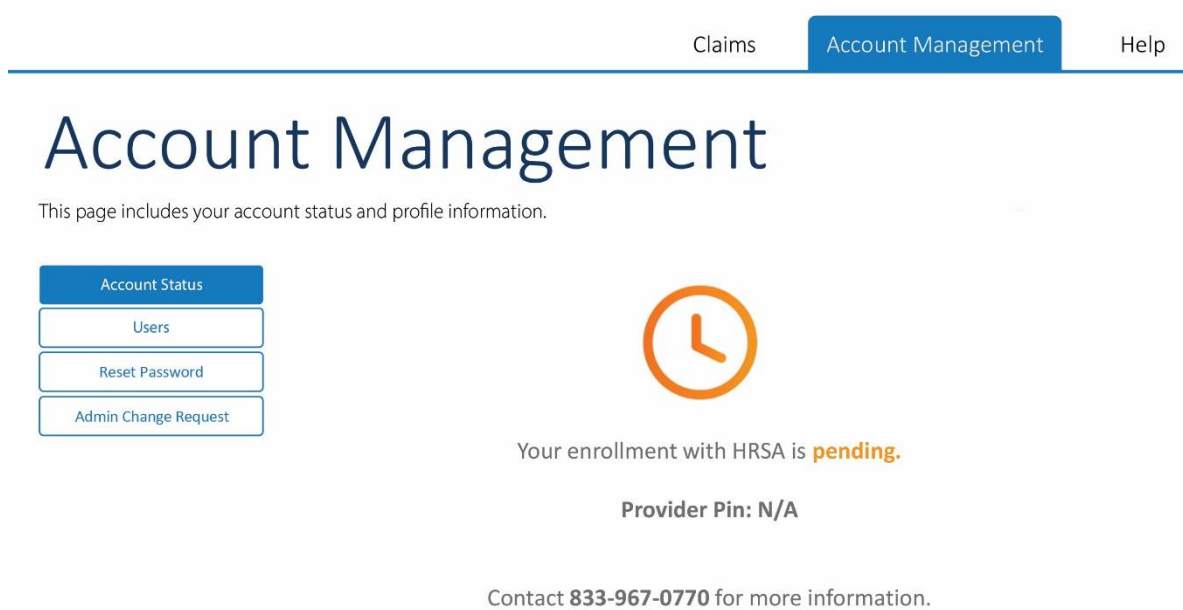 Claims
Account Management
Help
Account Management
This page includes your account status and profile information.
Account Status
Users
Reset Password
Admin Change Request
Your enrollment with HRSA is pending.
Provider Pin: N/A
Contact 833-967-0770 for more information.